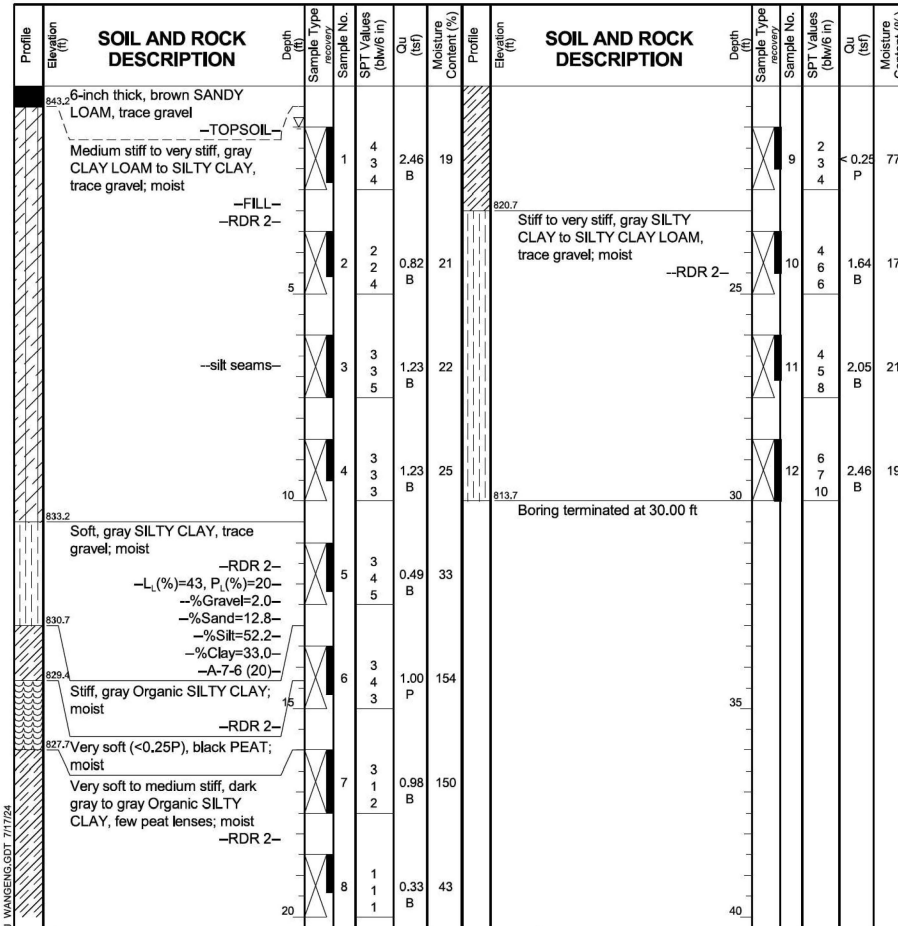 Profile
Elevation
(ft)
SOIL AND ROCK
DESCRIPTION
Depth
(ft)
Sample Type
recovery
Sample No.
SPT Values
(blw/6 in)
Qu
(tsf)
Moisture
Content (%)
843.2
6-inch thick, brown SANDY
LOAM, trace gravel
--TOPSOIL--
Medium stiff to very stiff, gray
CLAY LOAM to SILTY CLAY,
trace gravel; moist
--FILL--
--RDR 2--
1
4
3
4
2.46
B
19
5
2
2
2
4
0.82
B
21
--silt seams--
3
3
3
5
1.23
B
22
10
4
3
3
3
1.23
B
25
833.2
Soft, gray SILTY CLAY, trace
gravel; moist
--RDR 2--
--LL(%)=43, PL(%)=20--
--%Gravel=2.0--
--%Sand=12.8--
--%Silt=52.2--
--%Clay=33.0--
--A-7-6 (20)--
5
3
4
5
0.49
B
33
830.7
829.4
Stiff, gray Organic SILTY CLAY;
moist
--RDR 2--
15
6
3
4
3
1.00
P
154
827.7
Very soft (<0.25P), black PEAT;
moist
Very soft to medium stiff, dark
gray to gray Organic SILTY
CLAY, few peat lenses; moist
--RDR 2--
7
3
1
2
0.98
B
150
20
8
1
1
1
0.33
B
43
Profile
Elevation
(ft)
SOIL AND ROCK
DESCRIPTION
Depth
(ft)
Sample Type
recovery
Sample No.
SPT Values
(blw/6 in)
Qu
(tsf)
Moisture
9
2
3
4
< 0.25
P
77
820.7
Stiff to very stiff, gray SILTY
CLAY to SILTY CLAY LOAM,
trace gravel; moist
--RDR 2--
25
10
4
6
6
1.64
B
17
11
4
5
8
2.05
B
21
813.7
30
12
6
7
10
2.46
B
19
Boring terminated at 30.00 ft
35
40
WANGENG.GDT 7/17/24